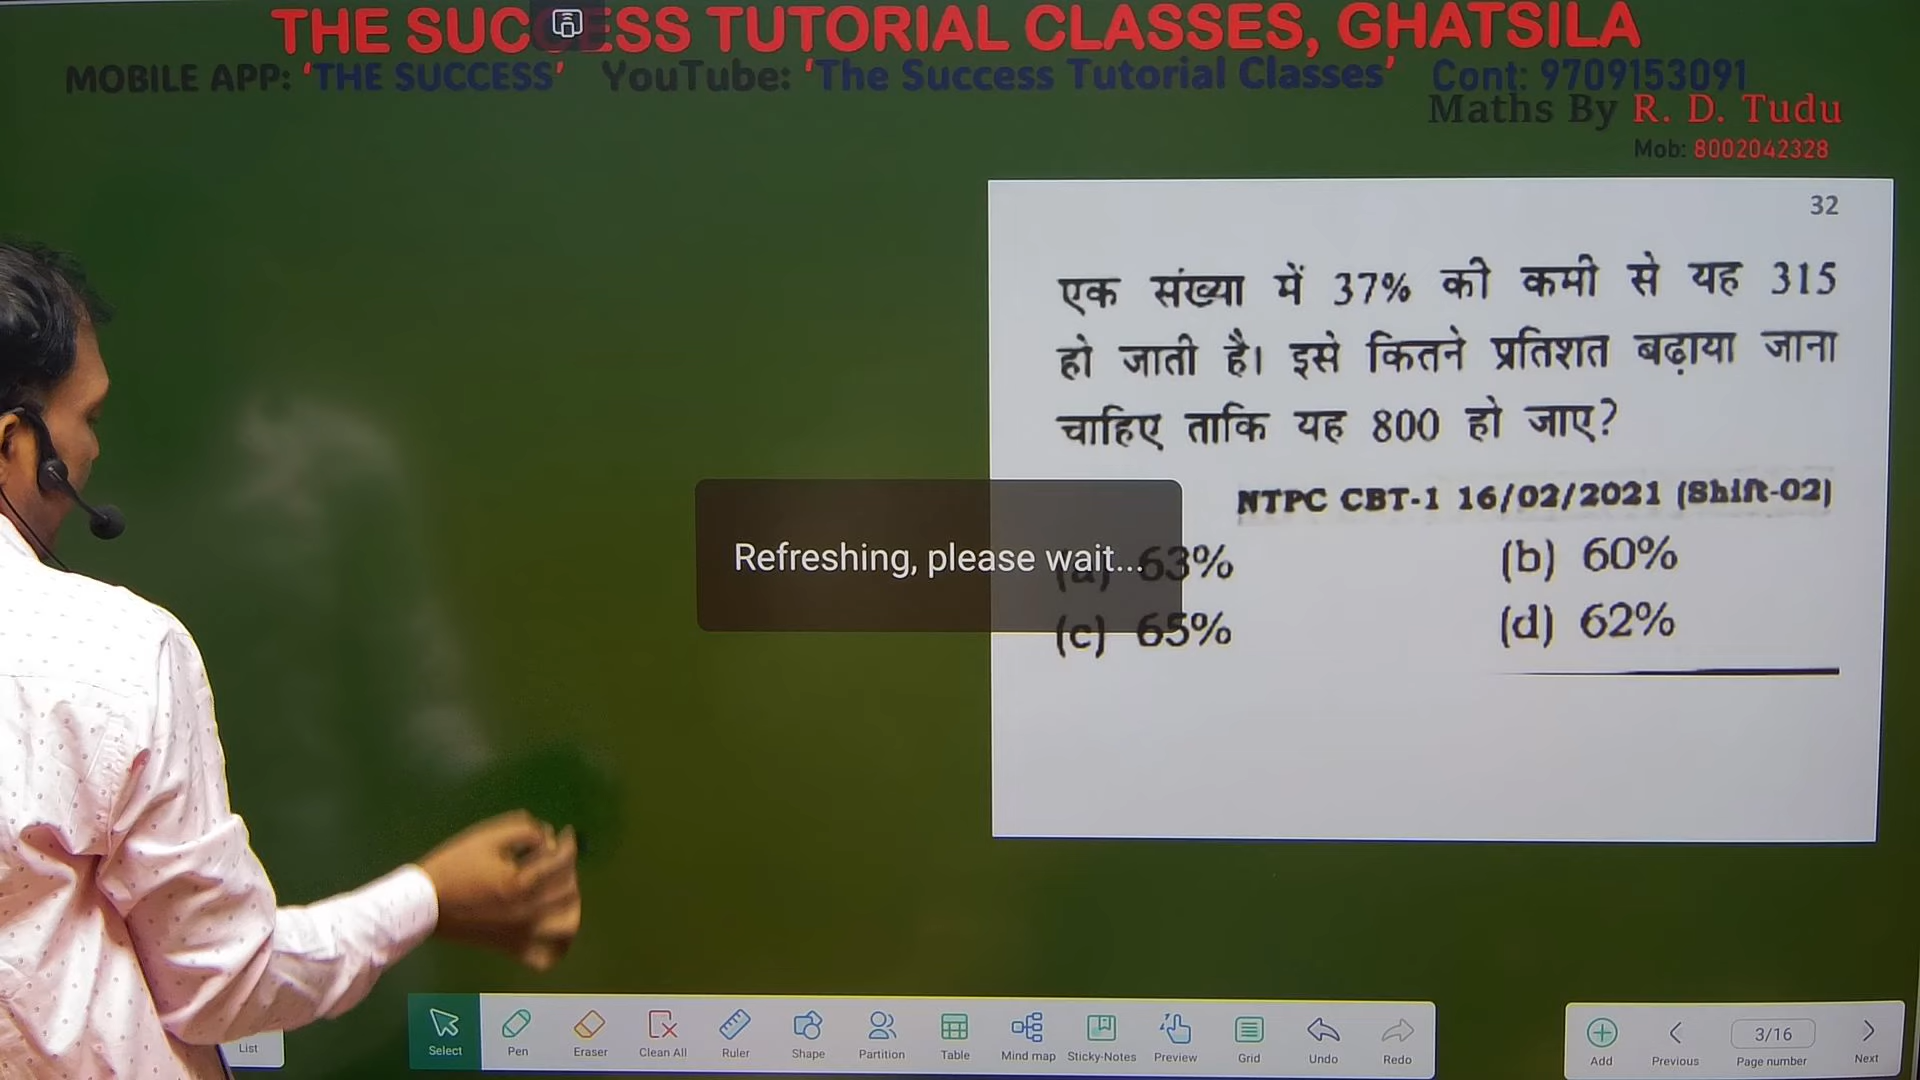 THE SUCCESS TUTORIAL CLASSES, GHATSILA
MOBILE APP: 'THE SUCCESS' YouTube: 'The Success Tutorial Classes' Cont: 9709153091
Maths By R. D. Tudu
Mob: 8002042328
32
एक संख्या में 37% की कमी से यह 315
हो जाती है। इसे कितने प्रतिशत बढ़ाया जाना
चाहिए ताकि यह 800 हो जाए?
NTPC CBT-1 16/02/2021 (Shift-02)
Refreshing, please wait...
(a) 63% (b) 60%
(c) 65% (d) 62%
List Select Pen Eraser Clean All Ruler Shape Partition Table Mind map Sticky-Notes Preview Grid Undo Redo Add Previous 3/16 Page number Next